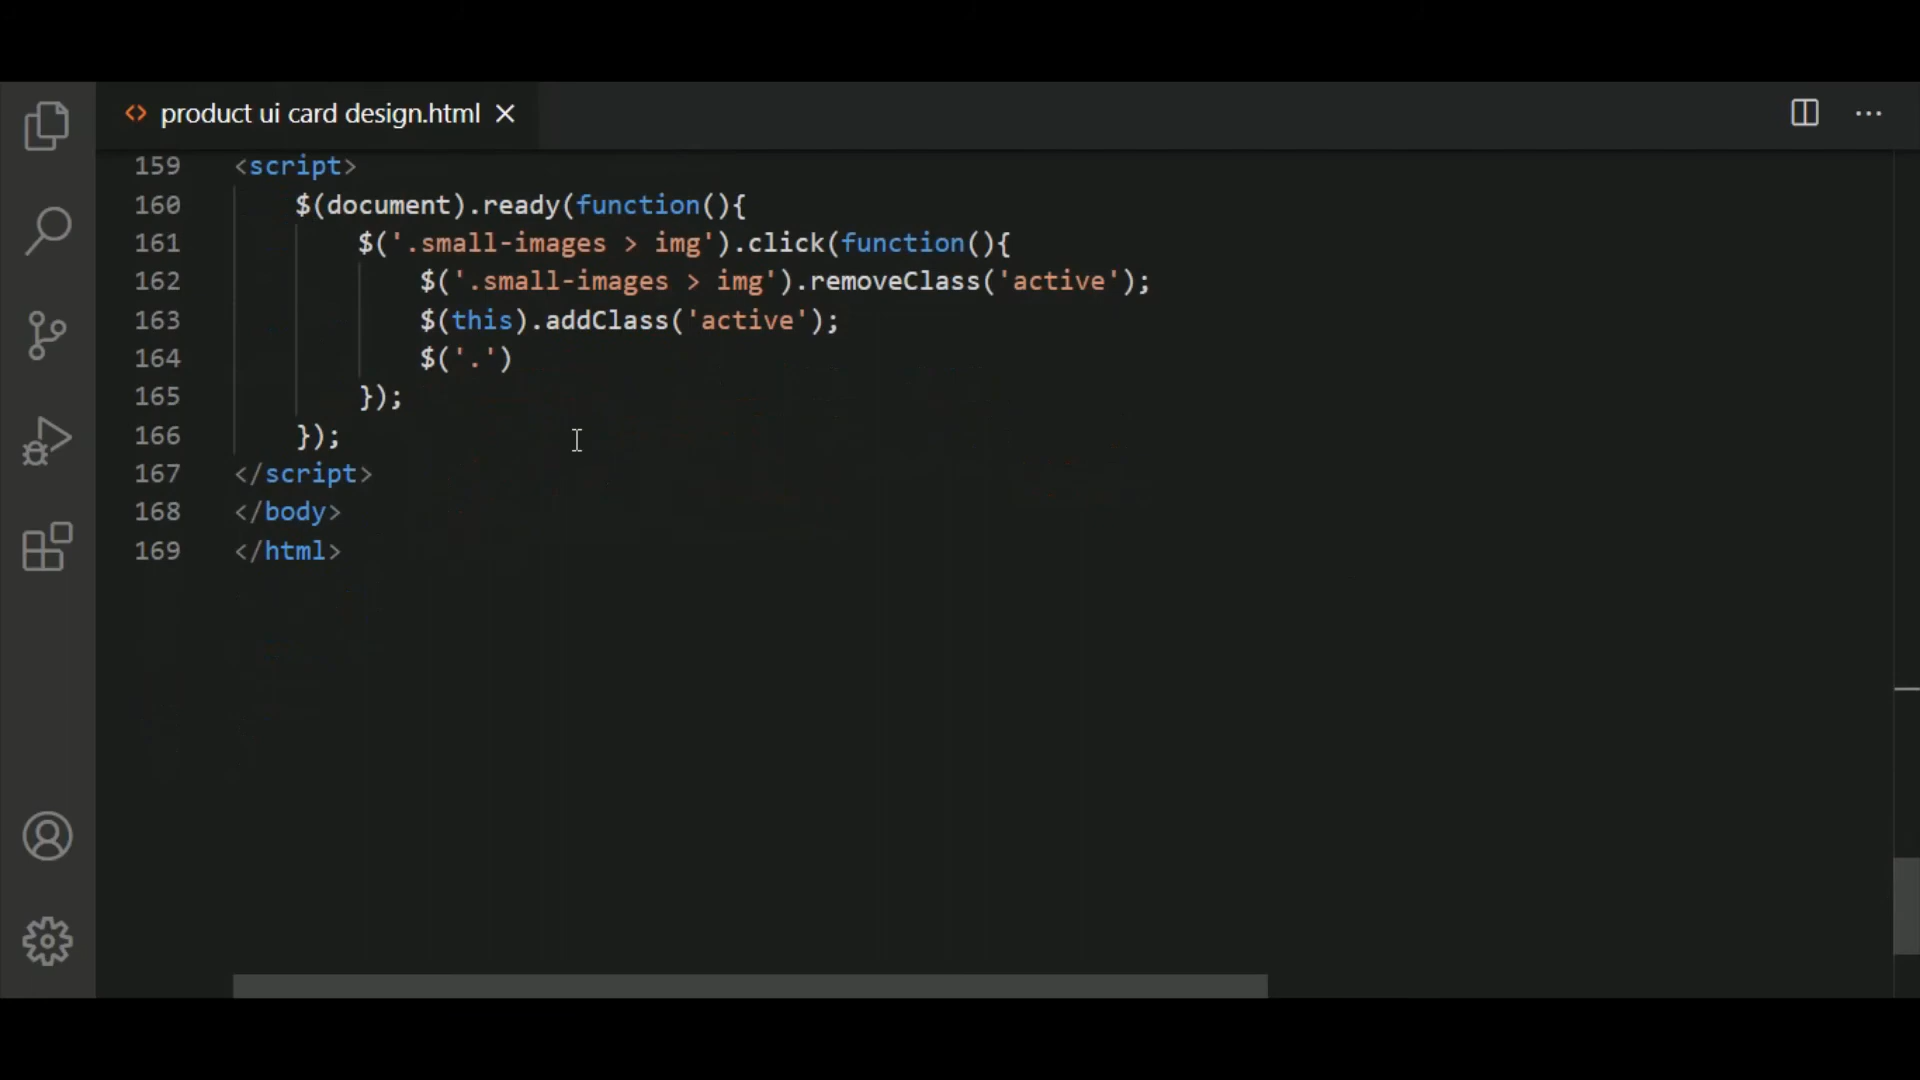 product ui card design.html
159 <script>
160 $(document).ready(function(){
161 $('.small-images > img').click(function(){
162 $('.small-images > img').removeClass('active');
163 $(this).addClass('active');
164 $('.')
165 });
166 });
167 </script>
168 </body>
169 </html>